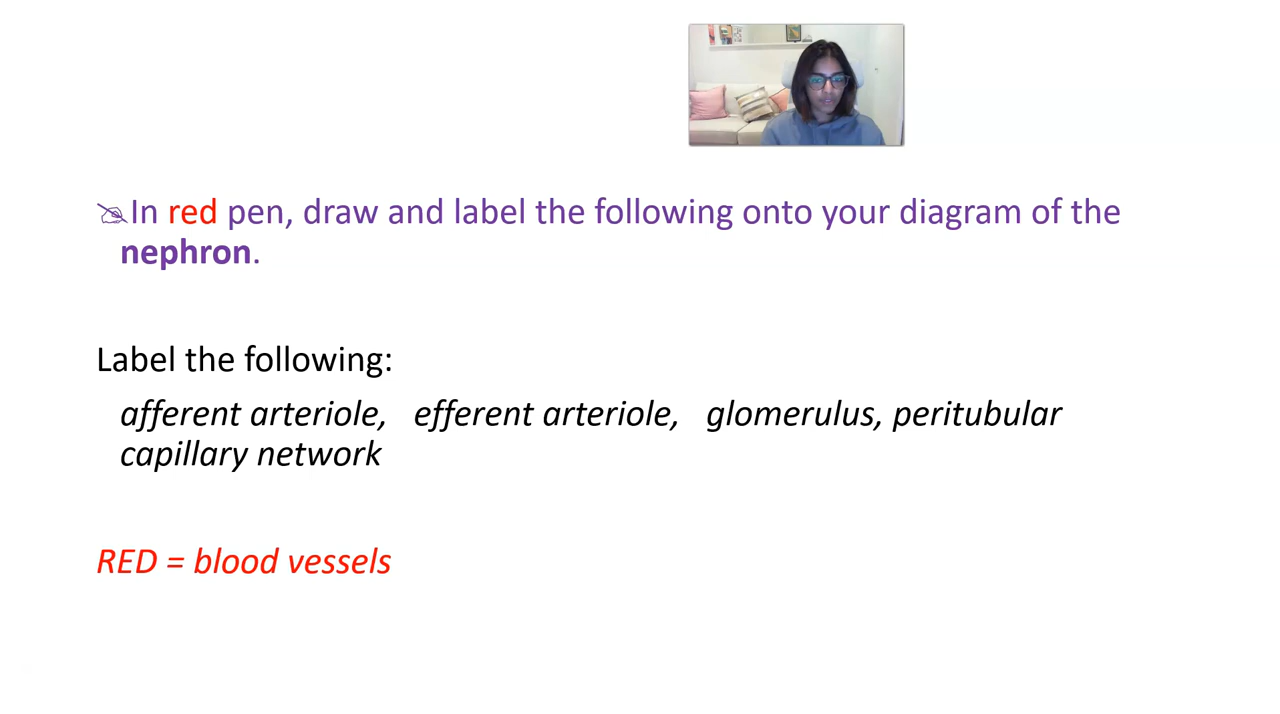 In red pen, draw and label the following onto your diagram of the
nephron.
Label the following:
afferent arteriole, efferent arteriole, glomerulus, peritubular
capillary network
RED = blood vessels